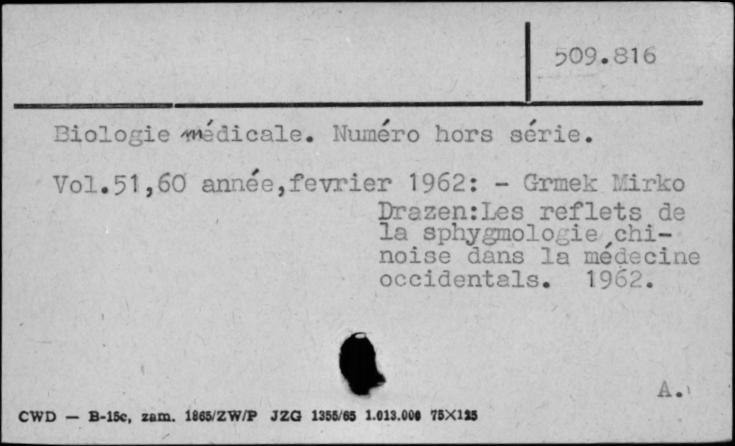 509.816
Biologie médicale. Numéro hors série.
Vol.51,60 année,fevrier 1962: - Grmek Mirko
Drazen:Les reflets de
la sphygmologie chi-
noise dans la médecine
occidentals. 1962.
A.
CWD — B-15c, zam. 1865/ZW/P JZG 1355/65 1.013.000 75X125